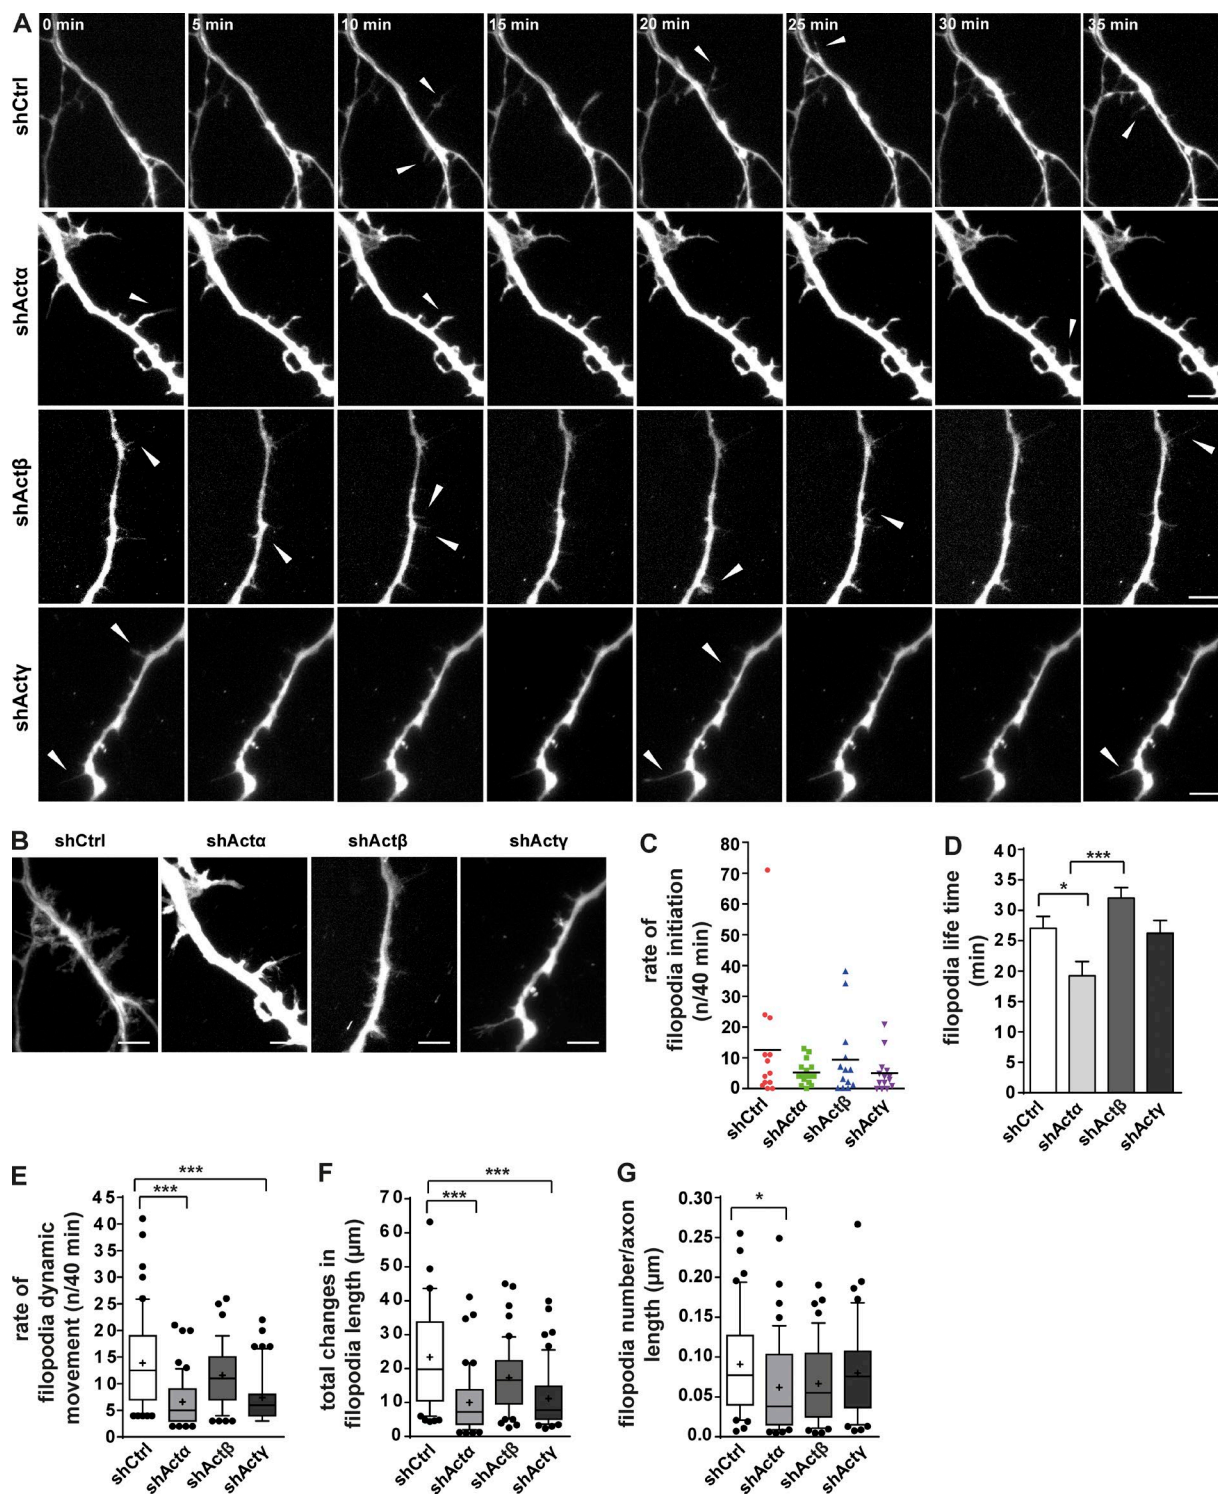 A
0 min 5 min 10 min 15 min 20 min 25 min 30 min 35 min
shCtrl
shActα
shActβ
shActγ
B
shCtrl shActα shActβ shActγ
C
rate of
filopodia initiation
(n/40 min)
80
70
60
50
40
30
20
10
0
shCtrl shActα shActβ shActγ
D
filopodia life time
(min)
40
35
30
25
20
15
10
5
0
*
***
shCtrl shActα shActβ shActγ
E
rate of
filopodia dynamic
movement (n/40 min)
45
40
35
30
25
20
15
10
5
0
***
***
shCtrl shActα shActβ shActγ
F
total changes in
filopodia length (µm)
70
60
50
40
30
20
10
0
***
***
shCtrl shActα shActβ shActγ
G
filopodia number/axon
length (µm)
0.30
0.25
0.20
0.15
0.10
0.05
0.0
*
shCtrl shActα shActβ shActγ